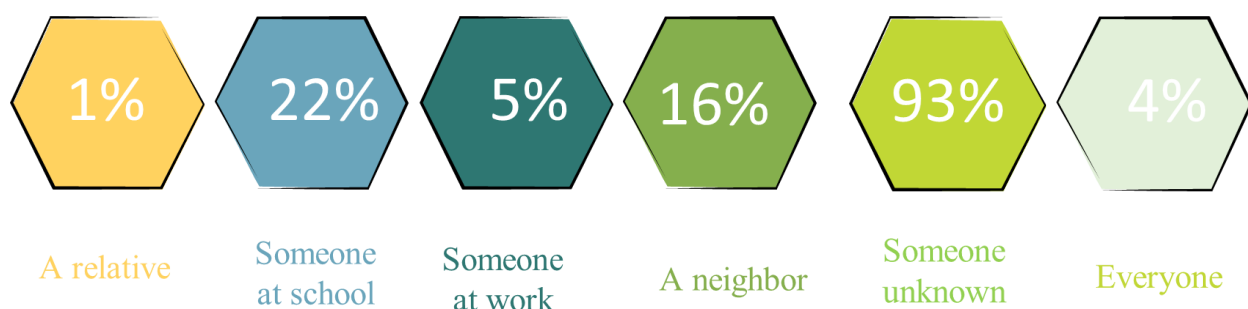 1%
22%
5%
16%
93%
4%
A relative
Someone
at school
Someone
at work
A neighbor
Someone
unknown
Everyone